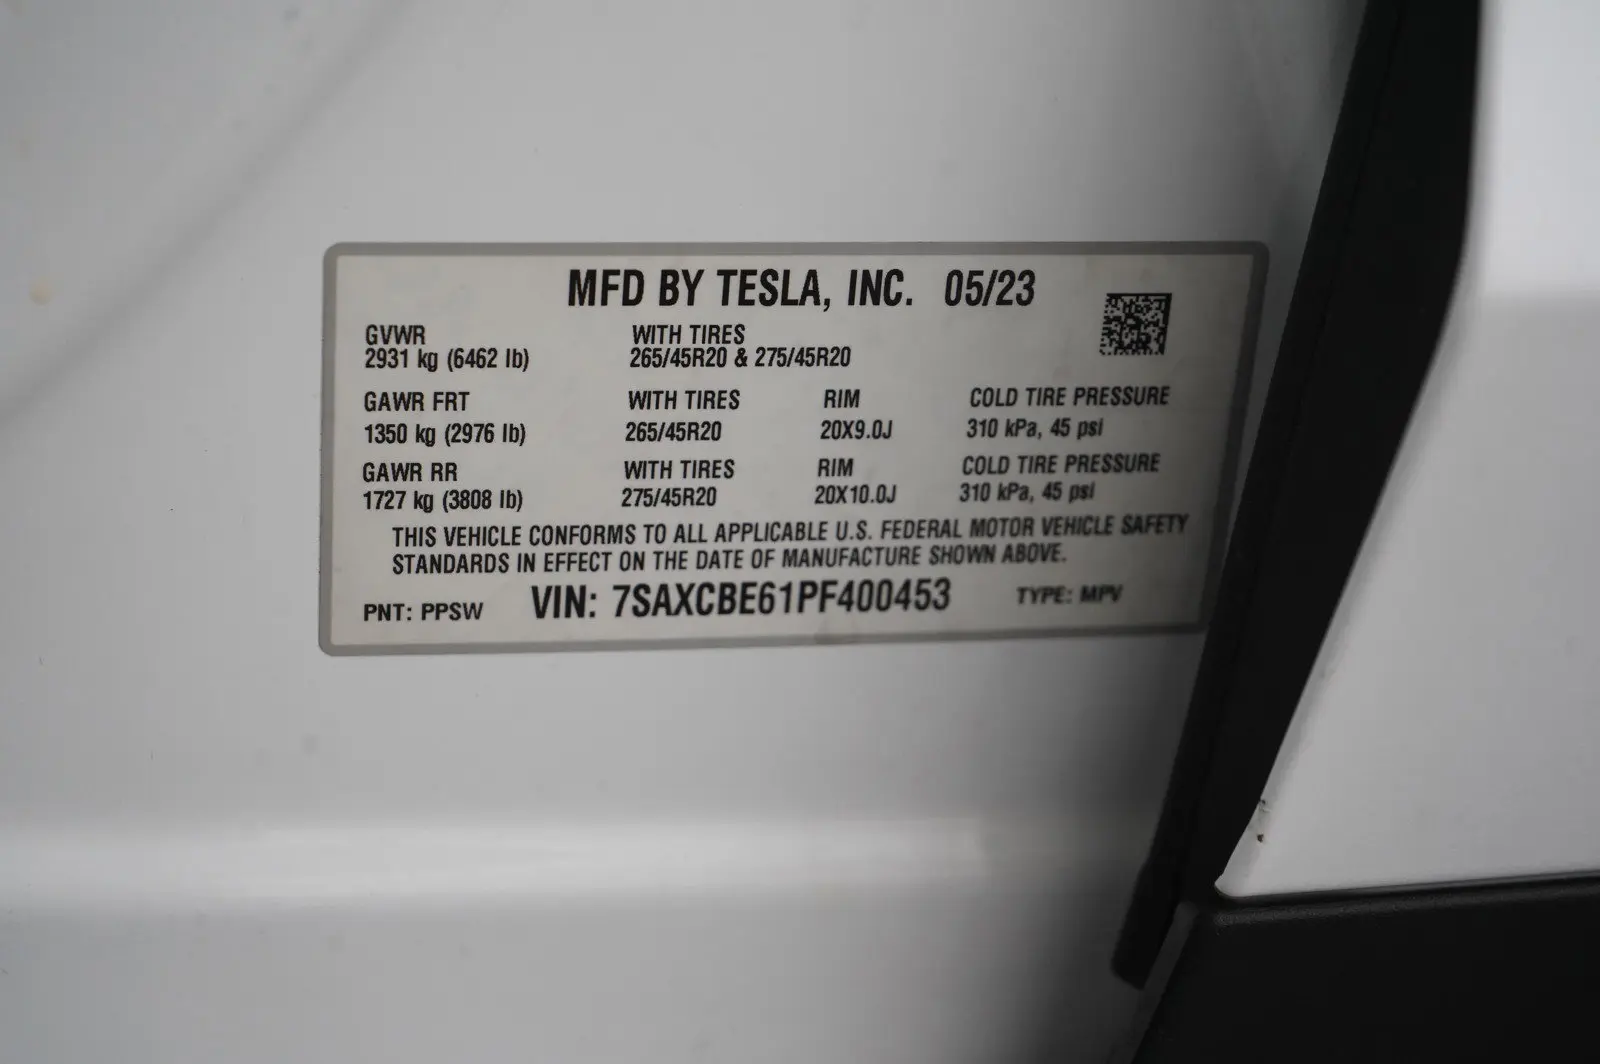 MFD BY TESLA, INC. 05/23
GVWR WITH TIRES
2931 kg (6462 lb) 265/45R20 & 275/45R20
GAWR FRT WITH TIRES RIM COLD TIRE PRESSURE
1350 kg (2976 lb) 265/45R20 20X9.0J 310 kPa, 45 psi
GAWR RR WITH TIRES RIM COLD TIRE PRESSURE
1727 kg (3808 lb) 275/45R20 20X10.0J 310 kPa, 45 psi
THIS VEHICLE CONFORMS TO ALL APPLICABLE U.S. FEDERAL MOTOR VEHICLE SAFETY
STANDARDS IN EFFECT ON THE DATE OF MANUFACTURE SHOWN ABOVE.
PNT: PPSW VIN: 7SAXCBE61PF400453 TYPE: MPV